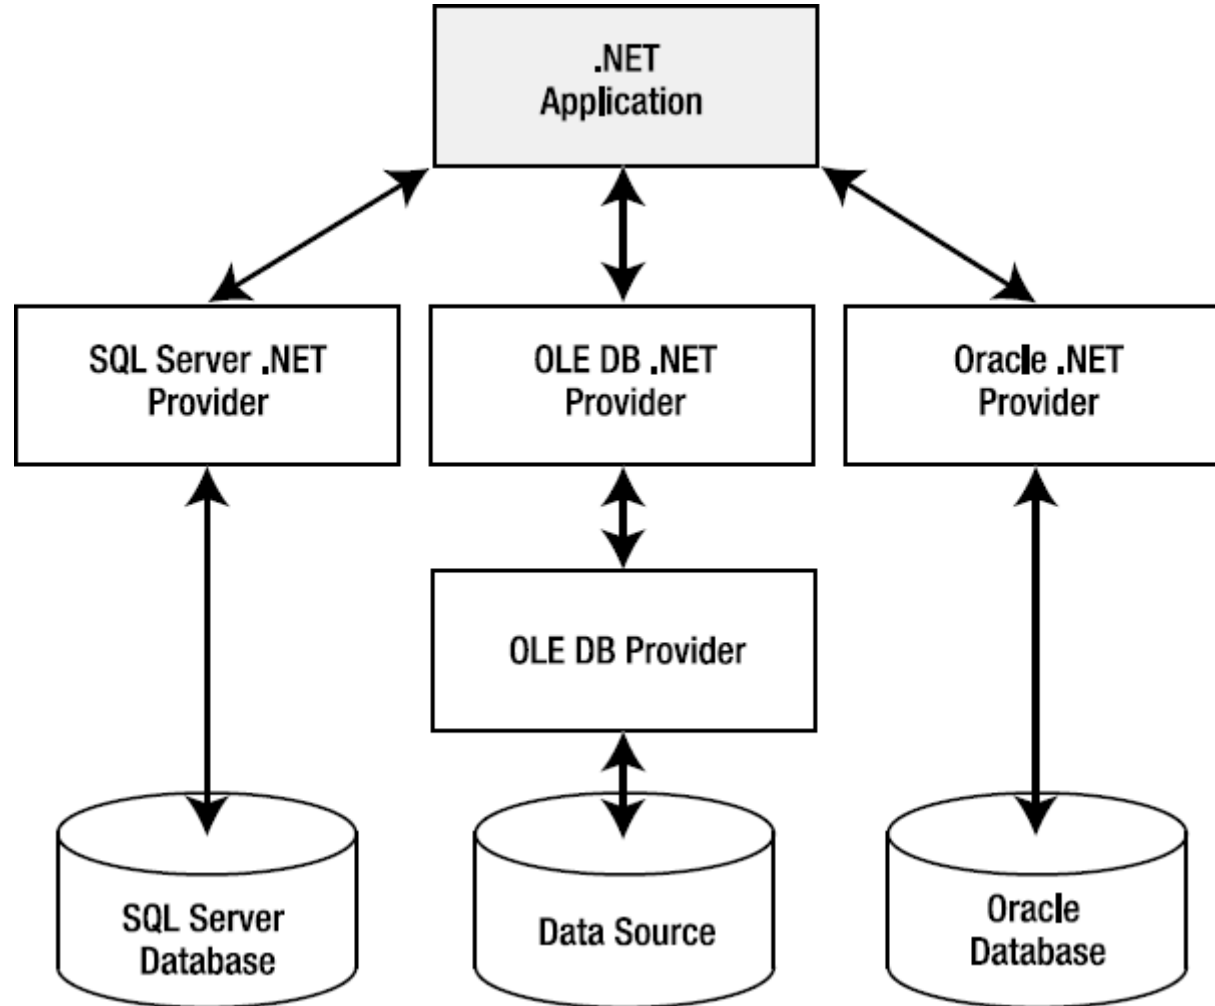 .NET
Application
SQL Server .NET
Provider
OLE DB .NET
Provider
Oracle .NET
Provider
OLE DB Provider
SQL Server
Database
Data Source
Oracle
Database